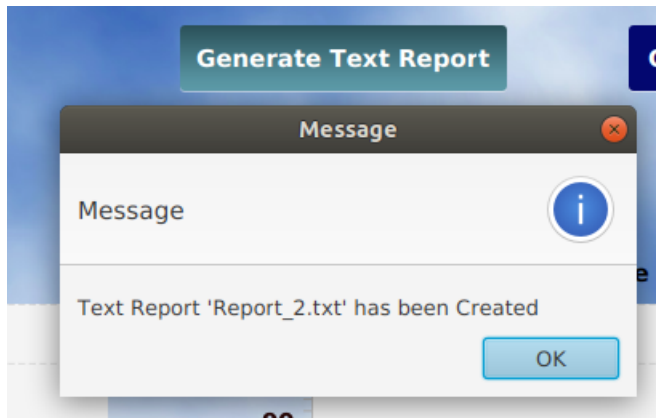 Generate Text Report
Message
Message
Text Report 'Report_2.txt' has been Created
OK